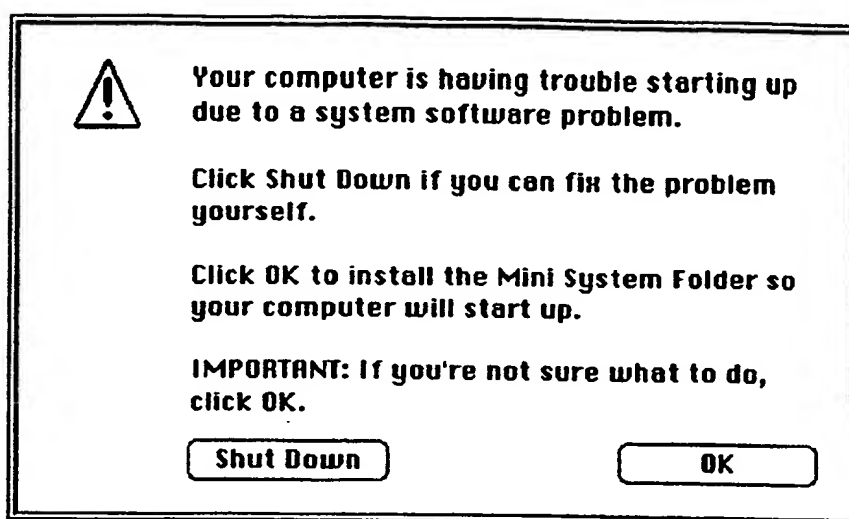 Your computer is having trouble starting up
due to a system software problem.
Click Shut Down if you can fix the problem
yourself.
Click OK to install the Mini System Folder so
your computer will start up.
IMPORTANT: If you're not sure what to do,
click OK.
Shut Down
OK